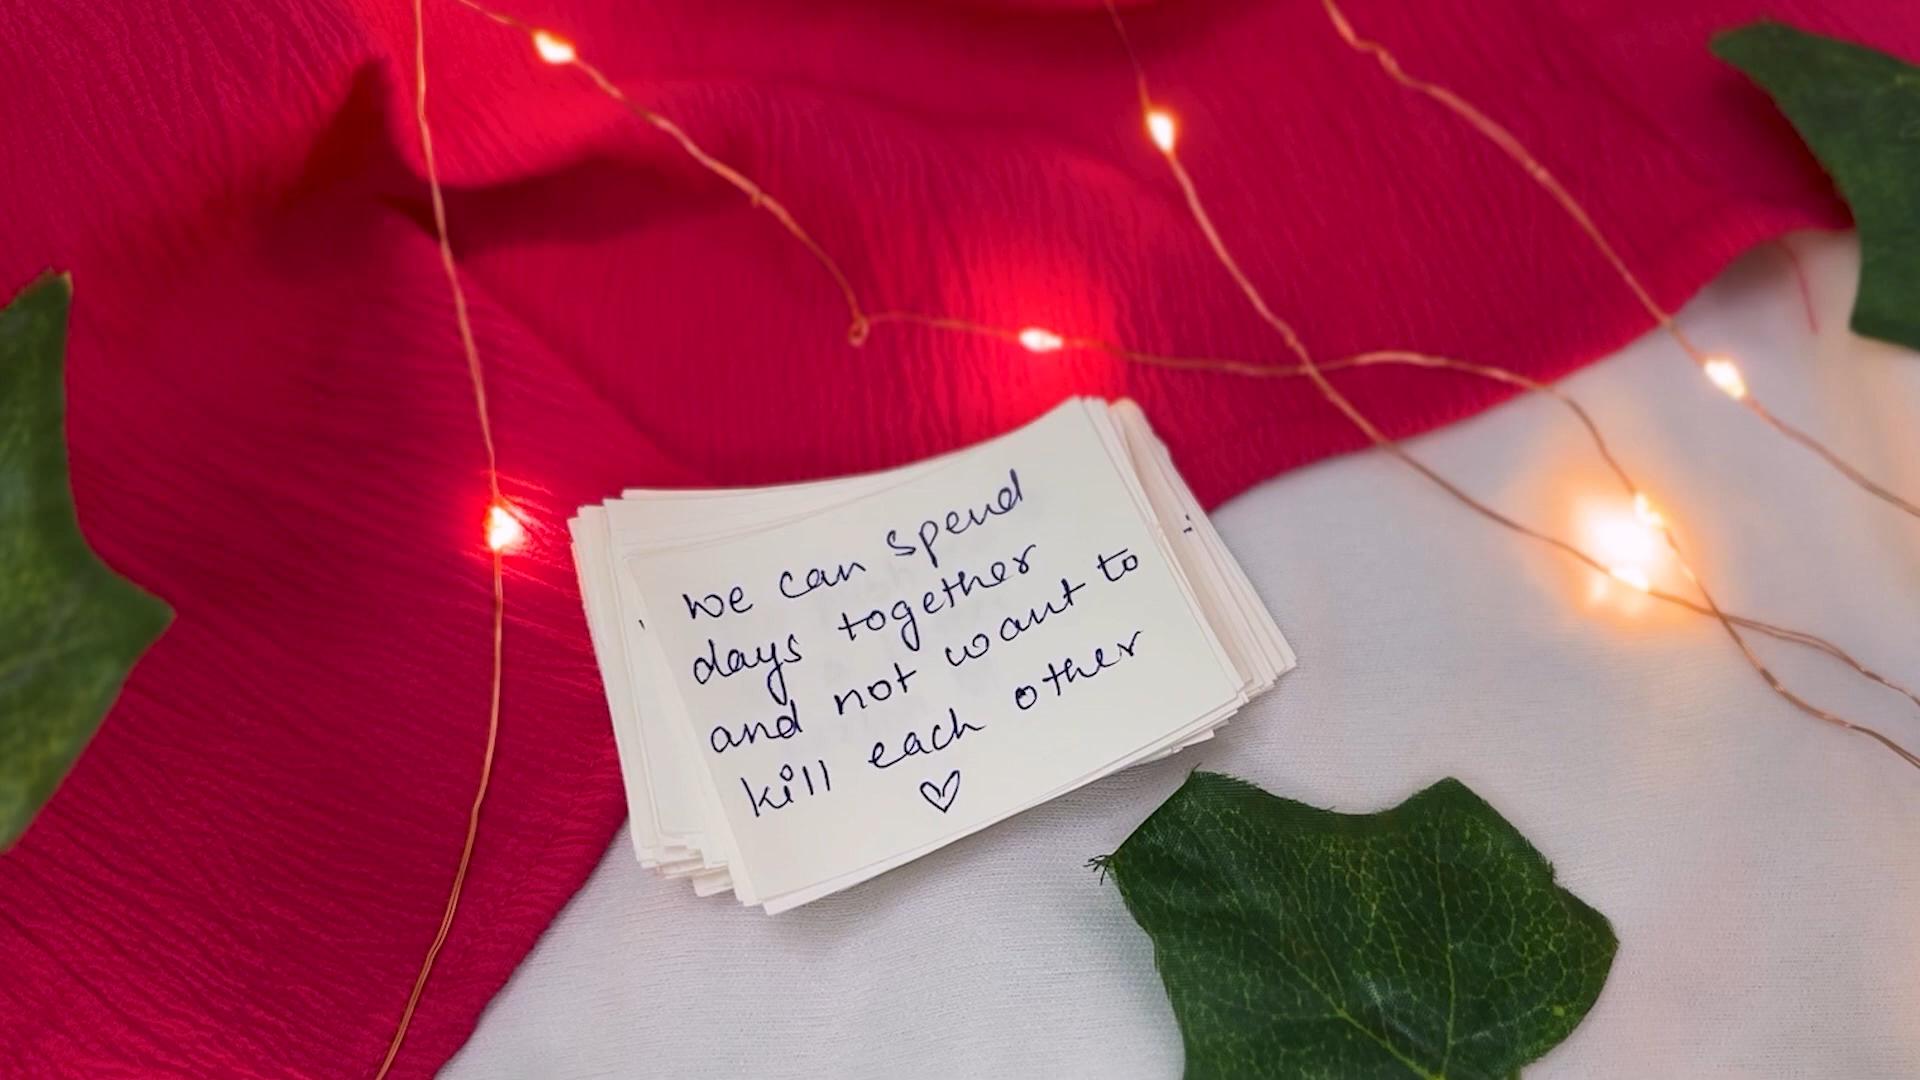 we can spend
days together
and not want to
kill each other
♡